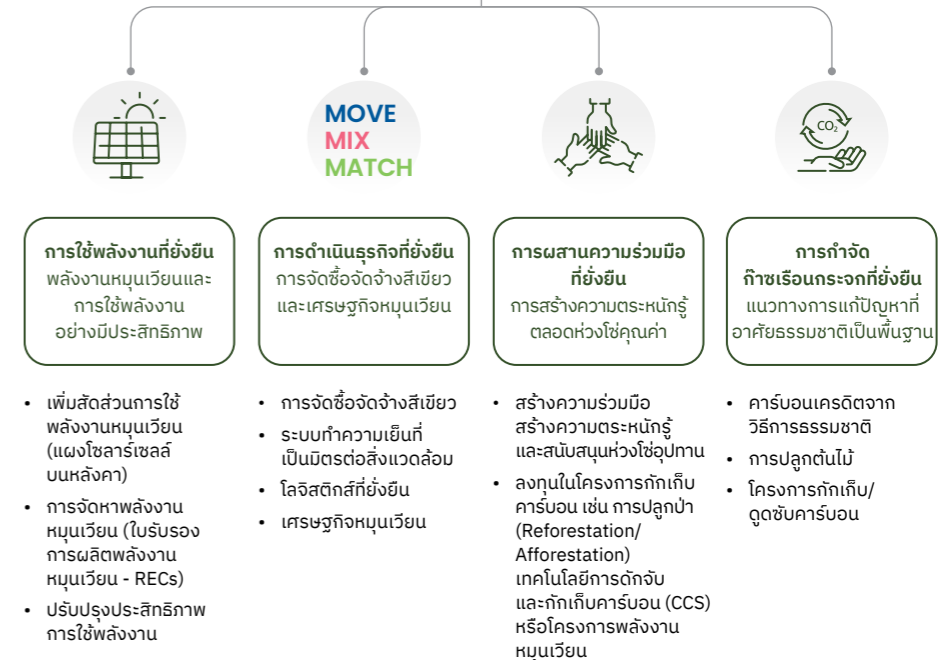 MOVE
MIX
MATCH
CO₂
การใช้พลังงานที่ยั่งยืน
พลังงานหมุนเวียนและ
การใช้พลังงาน
อย่างมีประสิทธิภาพ
การดำเนินธุรกิจที่ยั่งยืน
การจัดซื้อจัดจ้างสีเขียว
และเศรษฐกิจหมุนเวียน
การผสานความร่วมมือ
ที่ยั่งยืน
การสร้างความตระหนักรู้
ตลอดห่วงโซ่คุณค่า
การกำจัด
ก๊าซเรือนกระจกที่ยั่งยืน
แนวทางการแก้ปัญหาที่
อาศัยธรรมชาติเป็นพื้นฐาน
• เพิ่มสัดส่วนการใช้
พลังงานหมุนเวียน
(แผงโซลาร์เซลล์
บนหลังคา)
• การจัดหาพลังงาน
หมุนเวียน (ใบรับรอง
การผลิตพลังงาน
หมุนเวียน - RECs)
• ปรับปรุงประสิทธิภาพ
การใช้พลังงาน
• การจัดซื้อจัดจ้างสีเขียว
• ระบบทำความเย็นที่
เป็นมิตรต่อสิ่งแวดล้อม
• โลจิสติกส์ที่ยั่งยืน
• เศรษฐกิจหมุนเวียน
• สร้างความร่วมมือ
สร้างความตระหนักรู้
และสนับสนุนห่วงโซ่อุปทาน
• ลงทุนในโครงการกักเก็บ
คาร์บอน เช่น การปลูกป่า
(Reforestation/
Afforestation)
เทคโนโลยีการดักจับ
และกักเก็บคาร์บอน (CCS)
หรือโครงการพลังงาน
หมุนเวียน
• คาร์บอนเครดิตจาก
วิธีการธรรมชาติ
• การปลูกต้นไม้
• โครงการกักเก็บ/
ดูดซับคาร์บอน